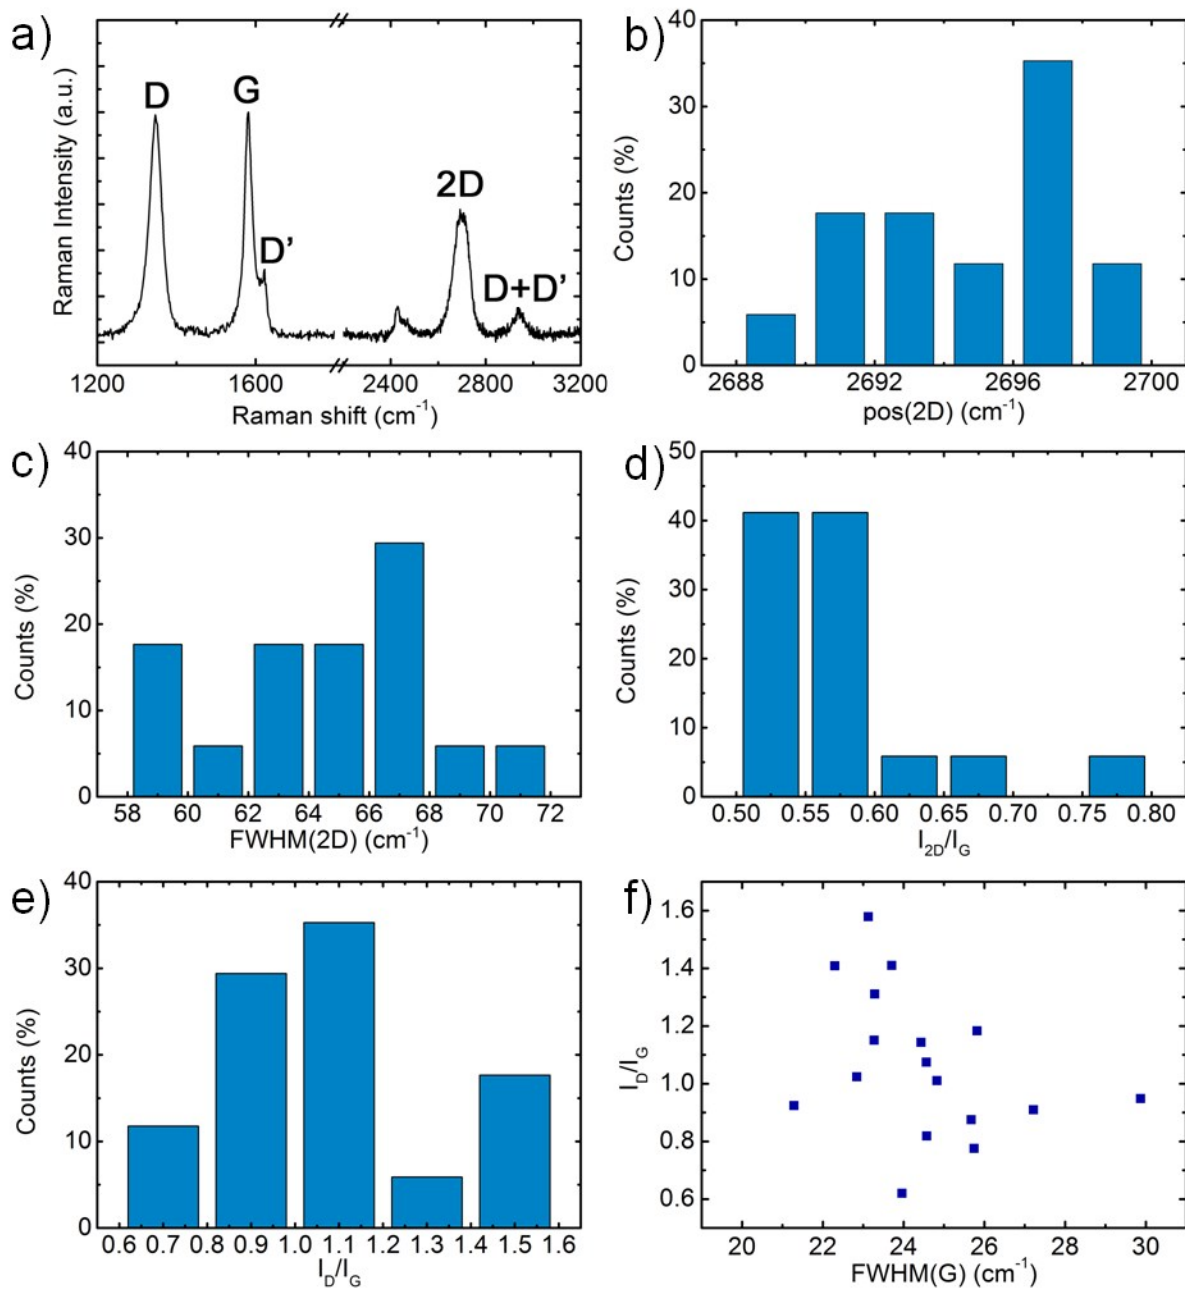 a)
D
G
D'
2D
D+D'
Raman Intensity (a.u.)
1200 1600 2400 2800 3200
Raman shift (cm⁻¹)
b)
40
30
20
10
0
Counts (%)
2688 2692 2696 2700
pos(2D) (cm⁻¹)
c)
40
30
20
10
0
Counts (%)
58 60 62 64 66 68 70 72
FWHM(2D) (cm⁻¹)
d)
50
40
30
20
10
0
Counts (%)
0.50 0.55 0.60 0.65 0.70 0.75 0.80
I₂D/IG
e)
40
30
20
10
0
Counts (%)
0.6 0.7 0.8 0.9 1.0 1.1 1.2 1.3 1.4 1.5 1.6
ID/IG
f)
1.6
1.4
1.2
1.0
0.8
0.6
ID/IG
20 22 24 26 28 30
FWHM(G) (cm⁻¹)